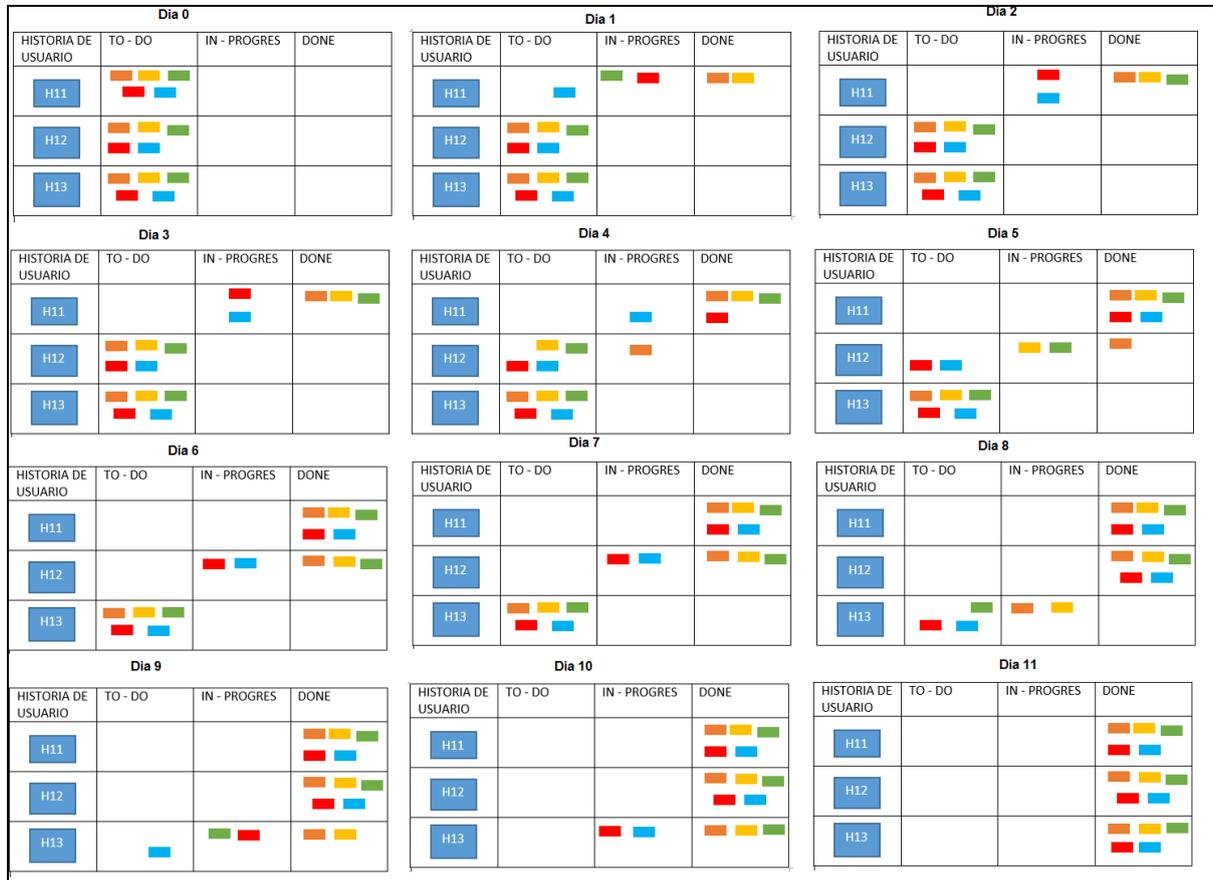 Dia 0
HISTORIA DE TO - DO IN - PROGRES DONE
USUARIO
H11
H12
H13
Dia 1
HISTORIA DE TO - DO IN - PROGRES DONE
USUARIO
H11
H12
H13
Dia 2
HISTORIA DE TO - DO IN - PROGRES DONE
USUARIO
H11
H12
H13
Dia 3
HISTORIA DE TO - DO IN - PROGRES DONE
USUARIO
H11
H12
H13
Dia 4
HISTORIA DE TO - DO IN - PROGRES DONE
USUARIO
H11
H12
H13
Dia 5
HISTORIA DE TO - DO IN - PROGRES DONE
USUARIO
H11
H12
H13
Dia 6
HISTORIA DE TO - DO IN - PROGRES DONE
USUARIO
H11
H12
H13
Dia 7
HISTORIA DE TO - DO IN - PROGRES DONE
USUARIO
H11
H12
H13
Dia 8
HISTORIA DE TO - DO IN - PROGRES DONE
USUARIO
H11
H12
H13
Dia 9
HISTORIA DE TO - DO IN - PROGRES DONE
USUARIO
H11
H12
H13
Dia 10
HISTORIA DE TO - DO IN - PROGRES DONE
USUARIO
H11
H12
H13
Dia 11
HISTORIA DE TO - DO IN - PROGRES DONE
USUARIO
H11
H12
H13